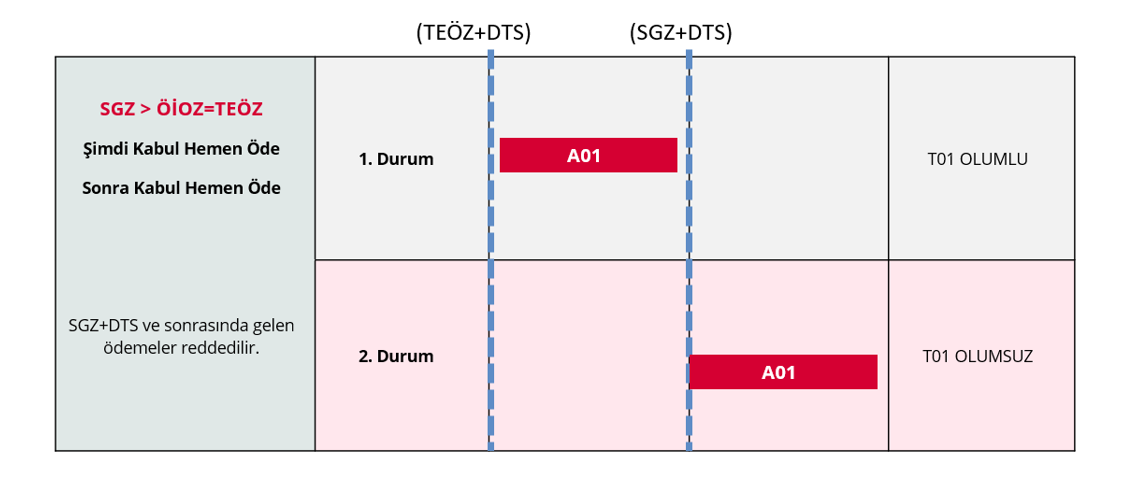 (TEÖZ+DTS)
(SGZ+DTS)
SGZ > ÖİOZ=TEÖZ
Şimdi Kabul Hemen Öde
Sonra Kabul Hemen Öde
1. Durum
A01
T01 OLUMLU
SGZ+DTS ve sonrasında gelen
ödemeler reddedilir.
2. Durum
A01
T01 OLUMSUZ